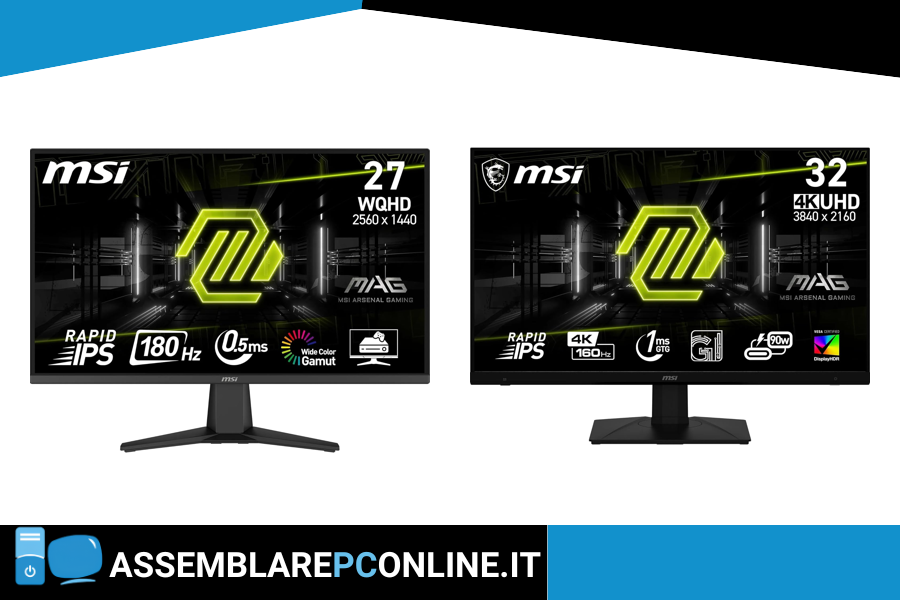 msi
27
WQHD
2560 x 1440
MAG
MSI ARSENAL GAMING
RAPID
IPS
180 Hz
0.5ms
Wide Color
Gamut
msi
msi
32
4K UHD
3840 x 2160
MAG
MSI ARSENAL GAMING
RAPID
IPS
4K
160Hz
1ms
GTG
90w
VESA CERTIFIED
DisplayHDR
msi
ASSEMBLAREPCONLINE.IT